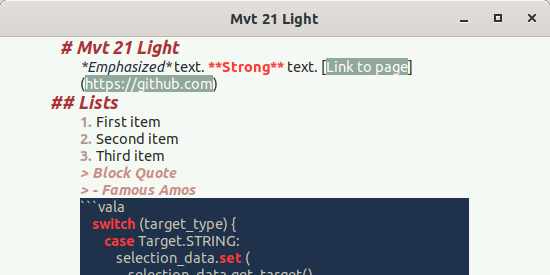 Mvt 21 Light
# Mvt 21 Light
*Emphasized* text. **Strong** text. [Link to page]
(https://github.com)
## Lists
1. First item
2. Second item
3. Third item
> Block Quote
> - Famous Amos
```vala
switch (target_type) {
case Target.STRING:
selection_data.set (
selection_data.get_target()